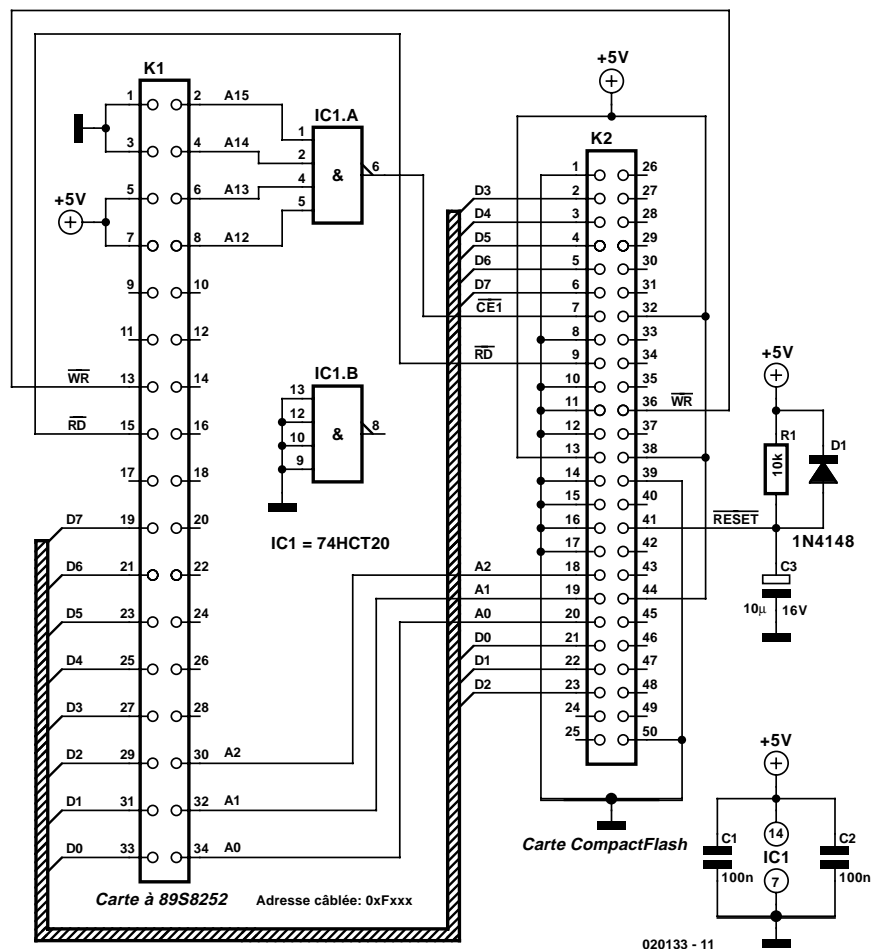 K1
1
2
A15
3
4
A14
+5V
5
6
A13
7
8
A12
9
10
11
12
WR
13
14
RD
15
16
17
18
D7
19
20
D6
21
22
D5
23
24
D4
25
26
D3
27
28
D2
29
30
A2
D1
31
32
A1
D0
33
34
A0
Carte à 89S8252
Adresse câblée: 0xFxxx
IC1.A
1
2
4
5
&
6
IC1.B
13
12
10
9
&
8
IC1 = 74HCT20
+5V
K2
1
26
D3
2
27
D4
3
28
D5
4
29
D6
5
30
D7
6
31
CE1
7
32
8
33
RD
9
34
10
35
11
36
WR
12
37
13
38
14
39
15
40
16
41
RESET
17
42
A2
18
43
A1
19
44
A0
20
45
D0
21
46
D1
22
47
D2
23
48
24
49
25
50
Carte CompactFlash
+5V
R1
10k
D1
1N4148
C3
10µ
16V
+5V
C1
100n
14
IC1
7
C2
100n
020133 - 11